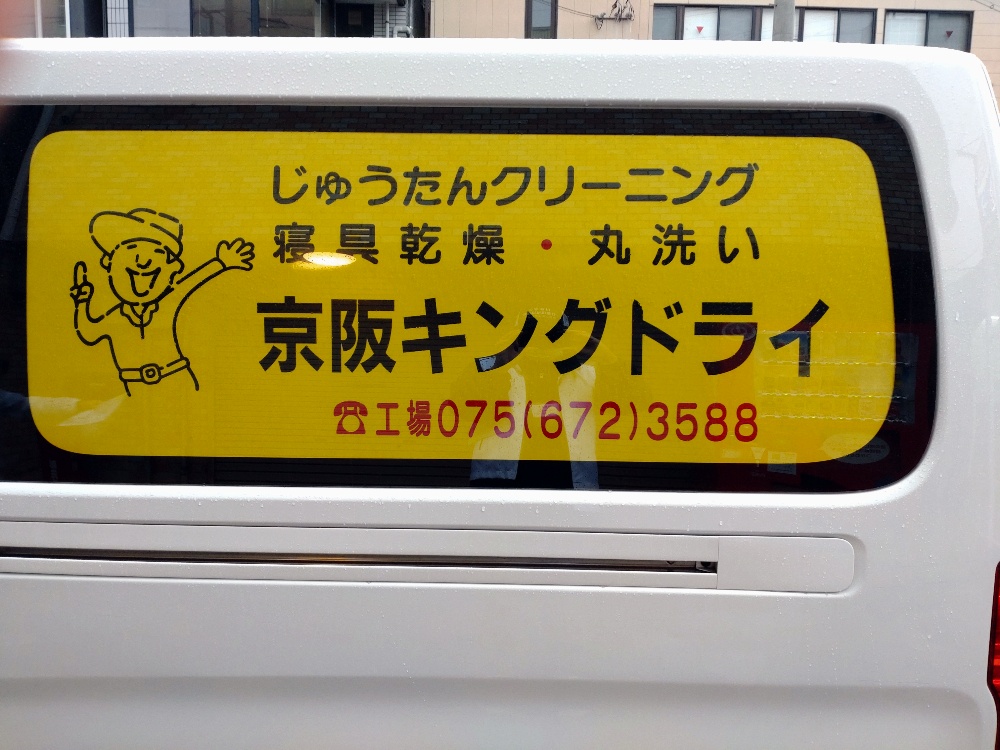 じゅうたんクリーニング
寝具乾燥・丸洗い
京阪キングドライ
☎工場075(672)3588